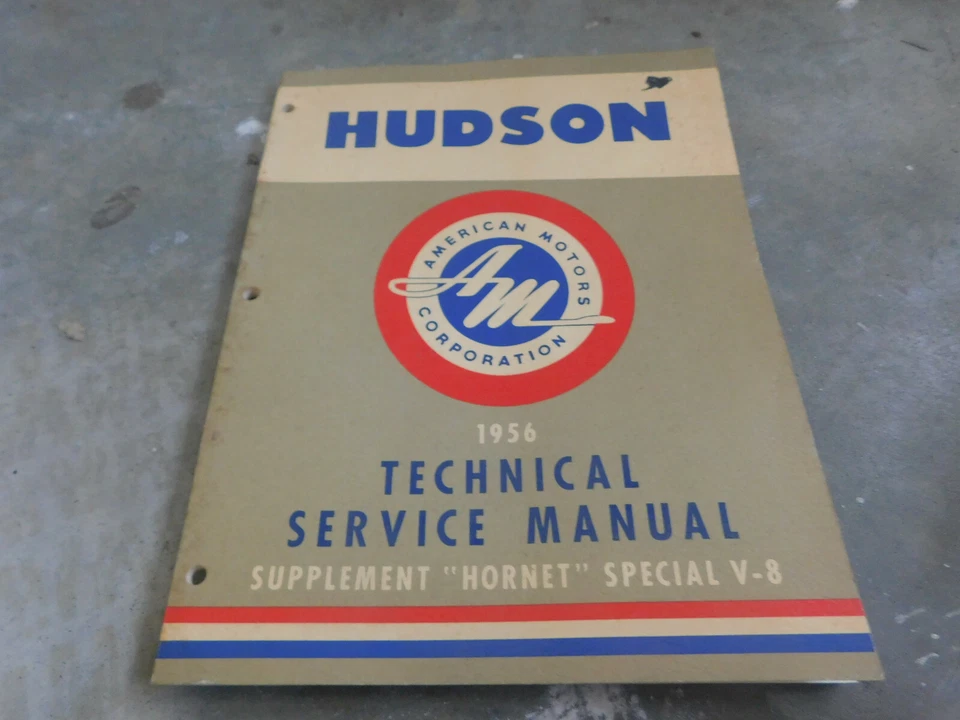 HUDSON
AMERICAN MOTORS
AM
CORPORATION
1956
TECHNICAL
SERVICE MANUAL
SUPPLEMENT "HORNET" SPECIAL V-8